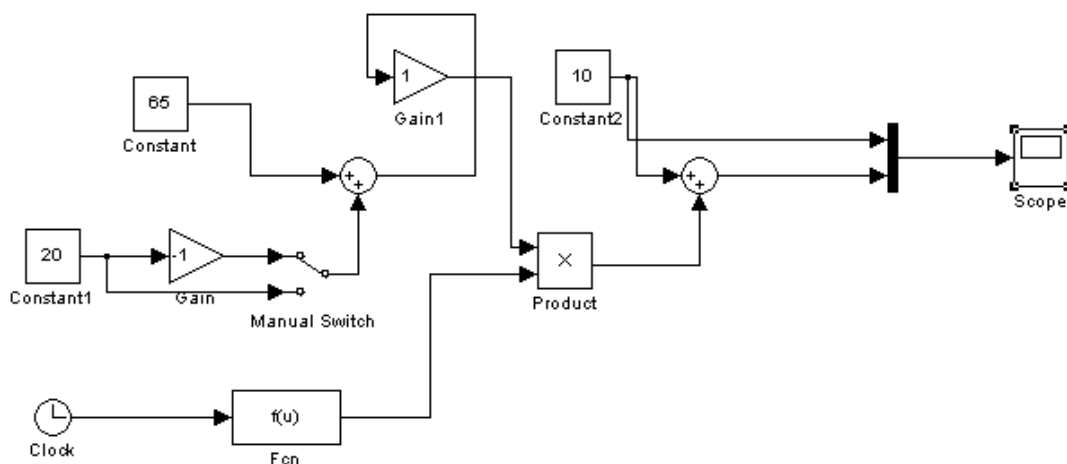 1
Gain1
10
Constant2
65
Constant
+
+
+
+
Scope
20
Constant1
-1
Gain
Manual Switch
×
Product
Clock
f(u)
Fcn